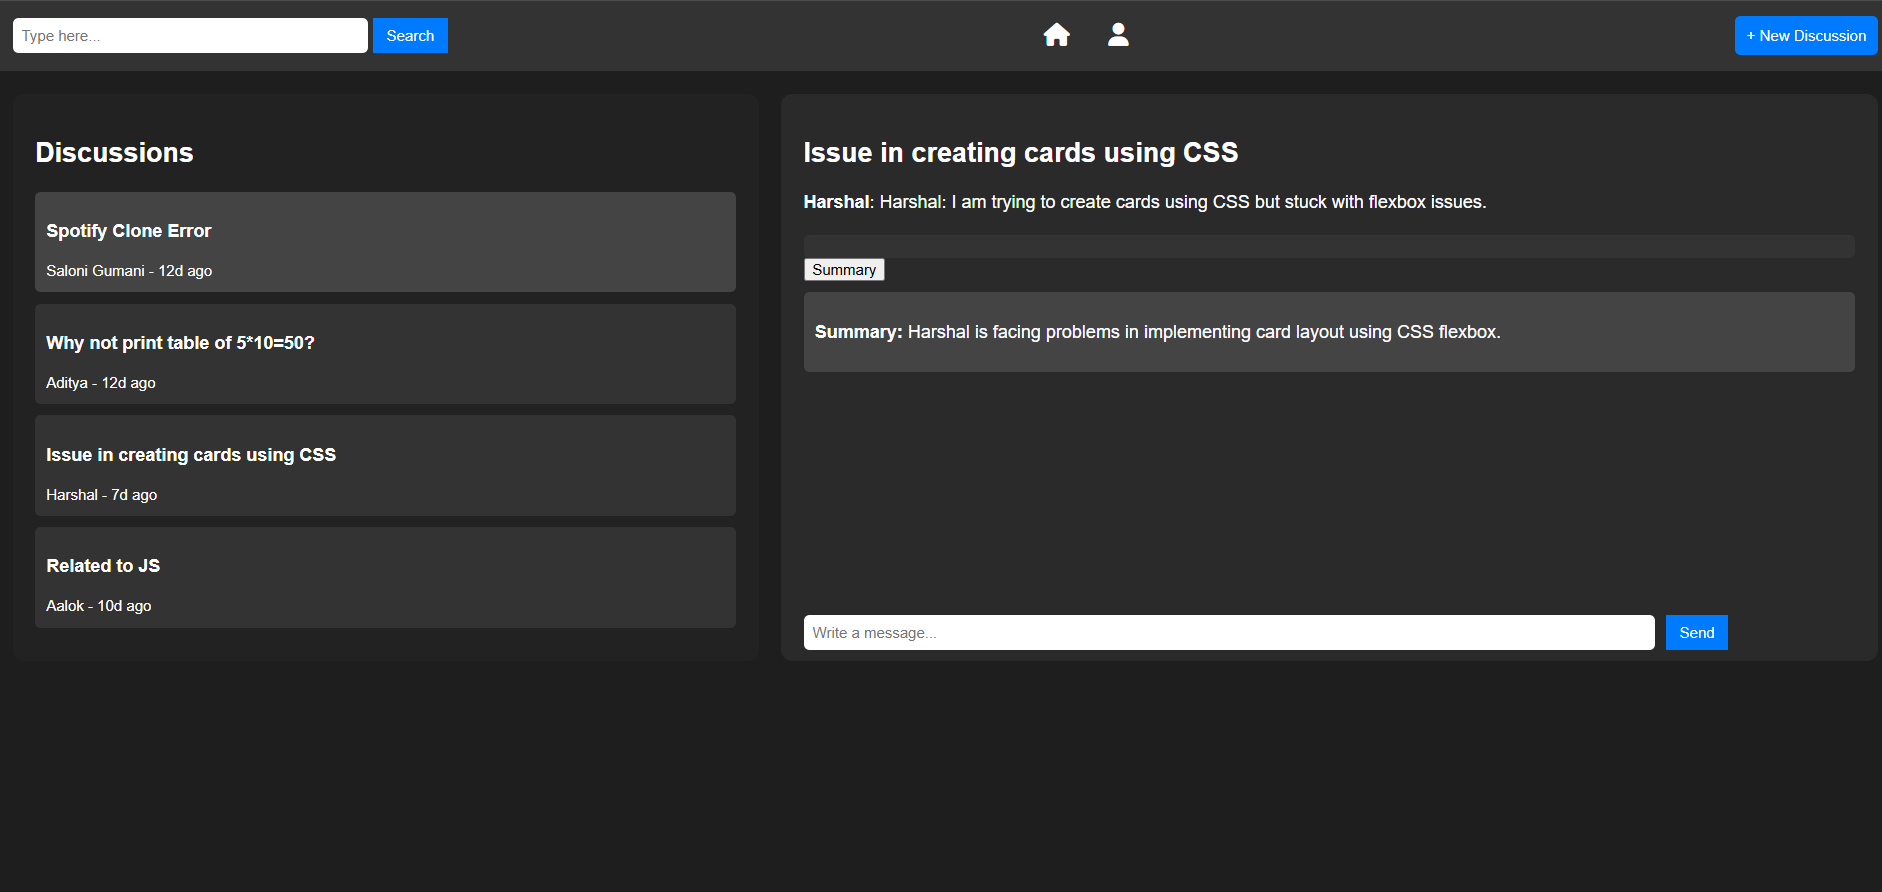 Type here...
Search
+ New Discussion
Discussions
Spotify Clone Error
Saloni Gumani - 12d ago
Why not print table of 5*10=50?
Aditya - 12d ago
Issue in creating cards using CSS
Harshal - 7d ago
Related to JS
Aalok - 10d ago
Issue in creating cards using CSS
Harshal: Harshal: I am trying to create cards using CSS but stuck with flexbox issues.
Summary
Summary: Harshal is facing problems in implementing card layout using CSS flexbox.
Write a message...
Send